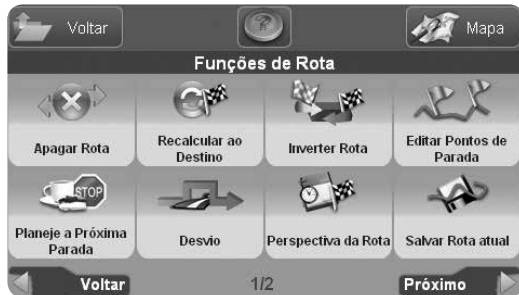 Voltar
Mapa
Funções de Rota
Apagar Rota
Recalcular ao
Destino
Inverter Rota
Editar Pontos de
Parada
STOP
Planeje a Próxima
Parada
Desvio
Perspectiva da Rota
Salvar Rota atual
Voltar
1/2
Próximo